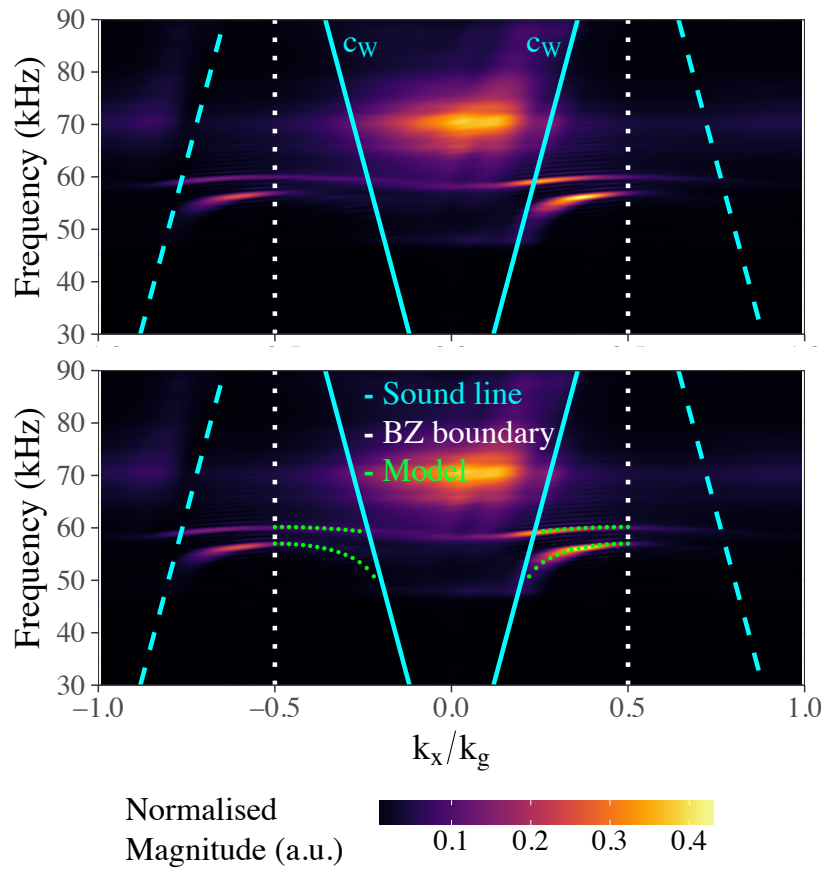 90
80
70
60
50
40
30
Frequency (kHz)
c_W
c_W
90
80
70
60
50
40
30
Frequency (kHz)
- Sound line
BZ boundary
Model
−1.0
−0.5
0.0
0.5
1.0
k_x/k_g
Normalised
Magnitude (a.u.)
0.1
0.2
0.3
0.4